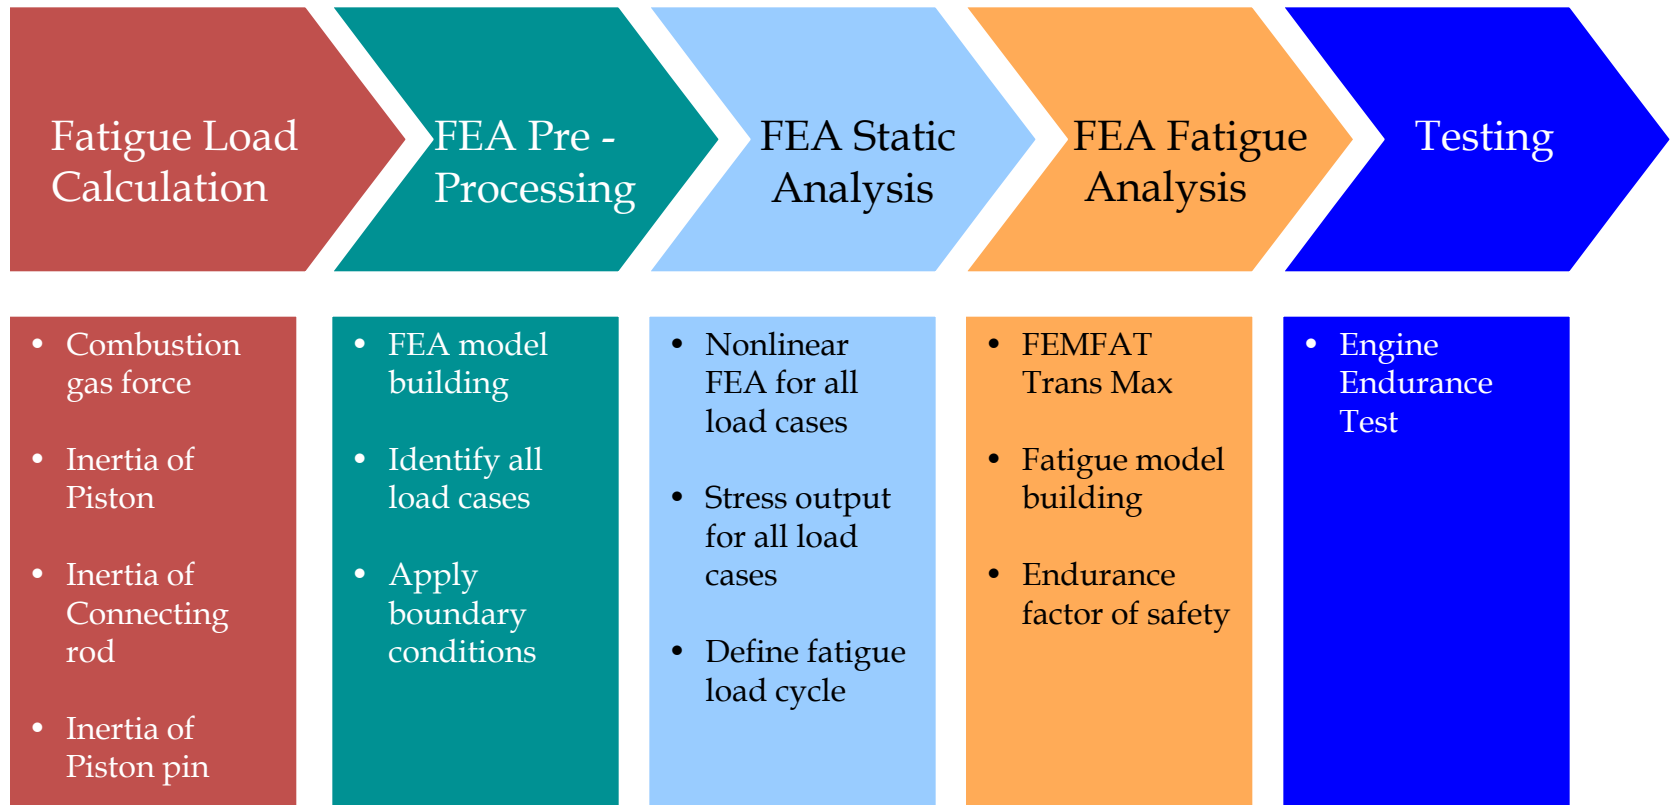 Fatigue Load
Calculation
FEA Pre -
Processing
FEA Static
Analysis
FEA Fatigue
Analysis
Testing
• Combustion
gas force
• Inertia of
Piston
• Inertia of
Connecting
rod
• Inertia of
Piston pin
• FEA model
building
• Identify all
load cases
• Apply
boundary
conditions
• Nonlinear
FEA for all
load cases
• Stress output
for all load
cases
• Define fatigue
load cycle
• FEMFAT
Trans Max
• Fatigue model
building
• Endurance
factor of safety
• Engine
Endurance
Test